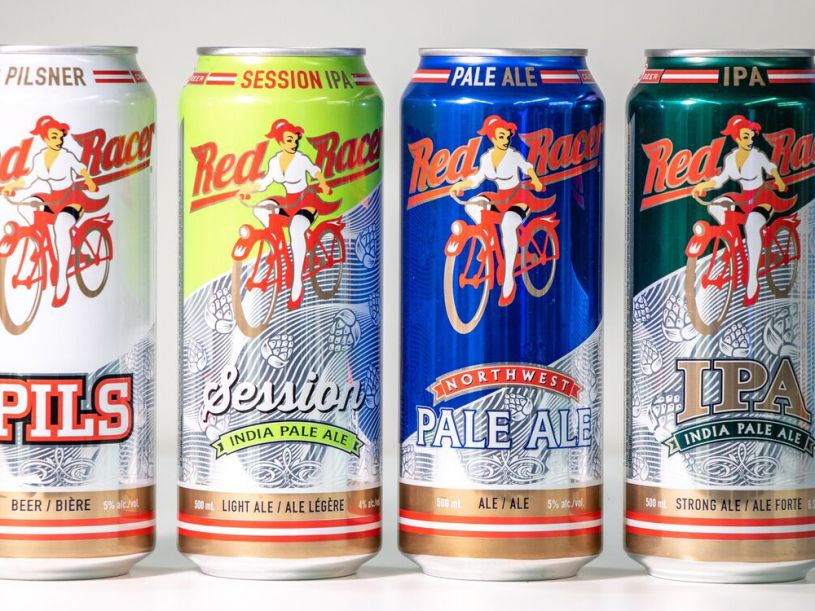 PILSNER
Red Racer
PILS
BEER / BIÈRE 5% alc./vol.
BEER SESSION IPA
Red Racer
Session
INDIA PALE ALE
500 mL LIGHT ALE / ALE LÉGÈRE 4% alc./vol.
PALE ALE
Red Racer
NORTHWEST
PALE ALE
500 mL ALE / ALE 5% alc./vol.
BEER IPA
Red Racer
IPA
INDIA PALE ALE
500 mL STRONG ALE / ALE FORTE